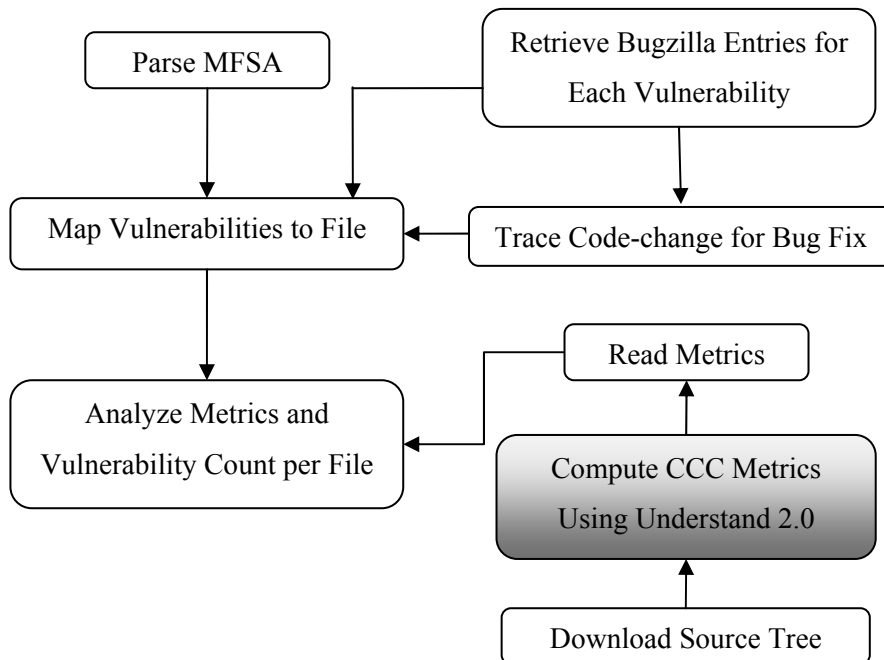 Parse MFSA
Retrieve Bugzilla Entries for
Each Vulnerability
Map Vulnerabilities to File
Trace Code-change for Bug Fix
Read Metrics
Analyze Metrics and
Vulnerability Count per File
Compute CCC Metrics
Using Understand 2.0
Download Source Tree